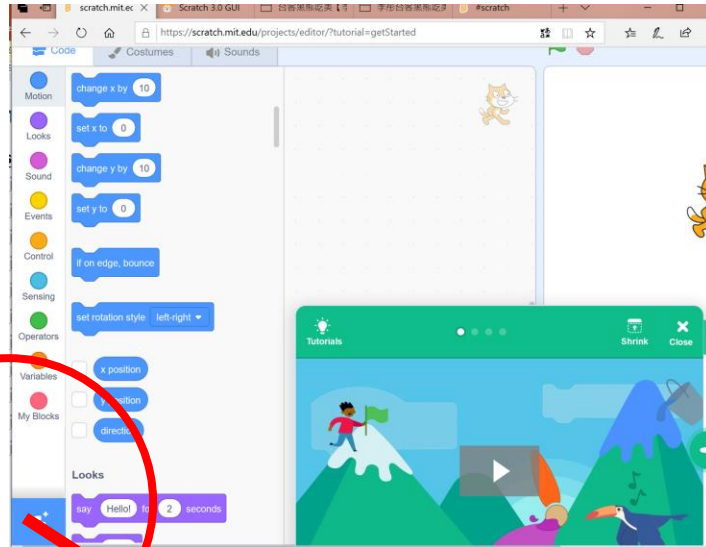 scratch.mit.ec
Scratch 3.0 GUI
#scratch
https://scratch.mit.edu/projects/editor/?tutorial=getStarted
Code
Costumes
Sounds
Motion
Looks
Sound
Events
Control
Sensing
Operators
Variables
My Blocks
change x by 10
set x to 0
change y by 10
set y to 0
if on edge, bounce
set rotation style left-right
x position
y position
direction
Looks
say Hello! for 2 seconds
Tutorials
Shrink
Close